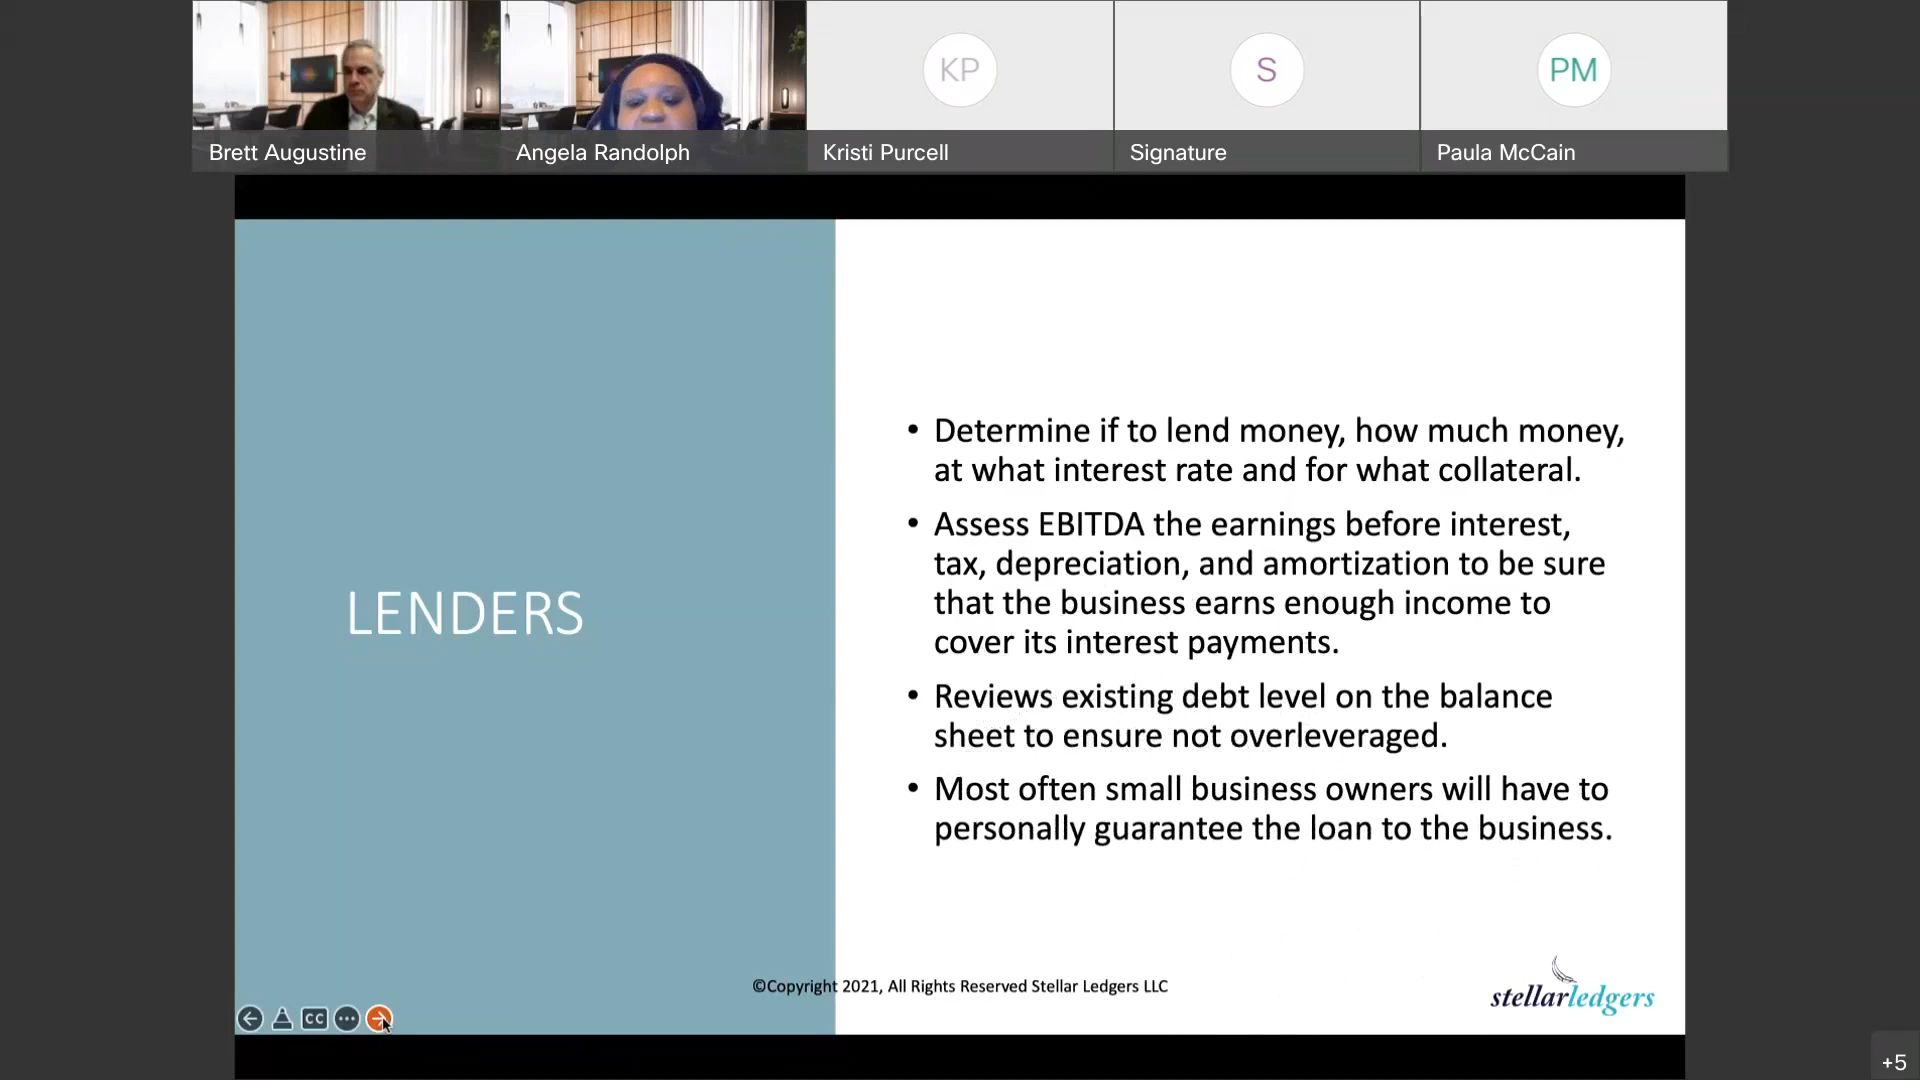 KP
S
PM
Brett Augustine
Angela Randolph
Kristi Purcell
Signature
Paula McCain
LENDERS
• Determine if to lend money, how much money,
at what interest rate and for what collateral.
• Assess EBITDA the earnings before interest,
tax, depreciation, and amortization to be sure
that the business earns enough income to
cover its interest payments.
• Reviews existing debt level on the balance
sheet to ensure not overleveraged.
• Most often small business owners will have to
personally guarantee the loan to the business.
©Copyright 2021, All Rights Reserved Stellar Ledgers LLC
stellarledgers
CC
+5